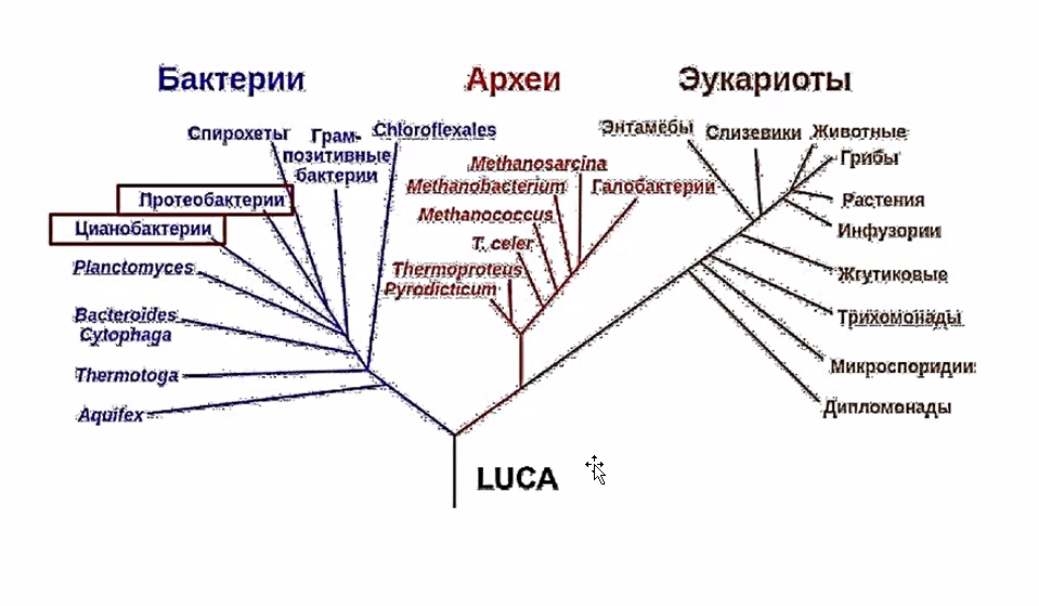 Бактерии
Археи
Эукариоты
Спирохеты
Грам-
позитивные
бактерии
Chloroflexales
Протеобактерии
Цианобактерии
Planctomyces
Bacteroides
Cytophaga
Thermotoga
Aquifex
Methanosarcina
Methanobacterium
Галобактерии
Methanococcus
T. celer
Thermoproteus
Pyrodicticum
Энтамёбы
Слизевики
Животные
Грибы
Растения
Инфузории
Жгутиковые
Трихомонады
Микроспоридии
Дипломонады
LUCA